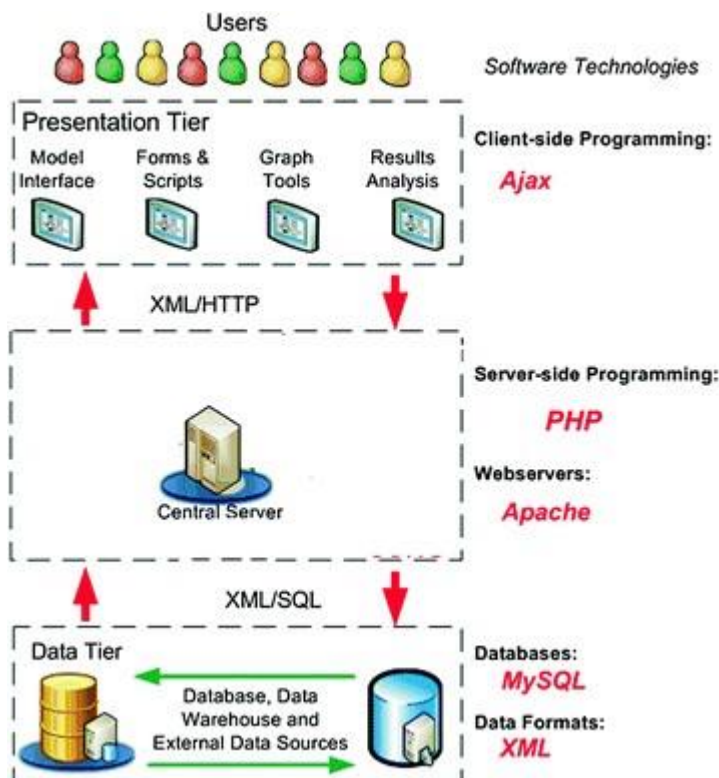 Users
Software Technologies
Presentation Tier
Model
Interface
Forms &
Scripts
Graph
Tools
Results
Analysis
Client-side Programming:
Ajax
XML/HTTP
Server-side Programming:
PHP
Webservers:
Apache
Central Server
XML/SQL
Data Tier
Database, Data
Warehouse and
External Data Sources
Databases:
MySQL
Data Formats:
XML